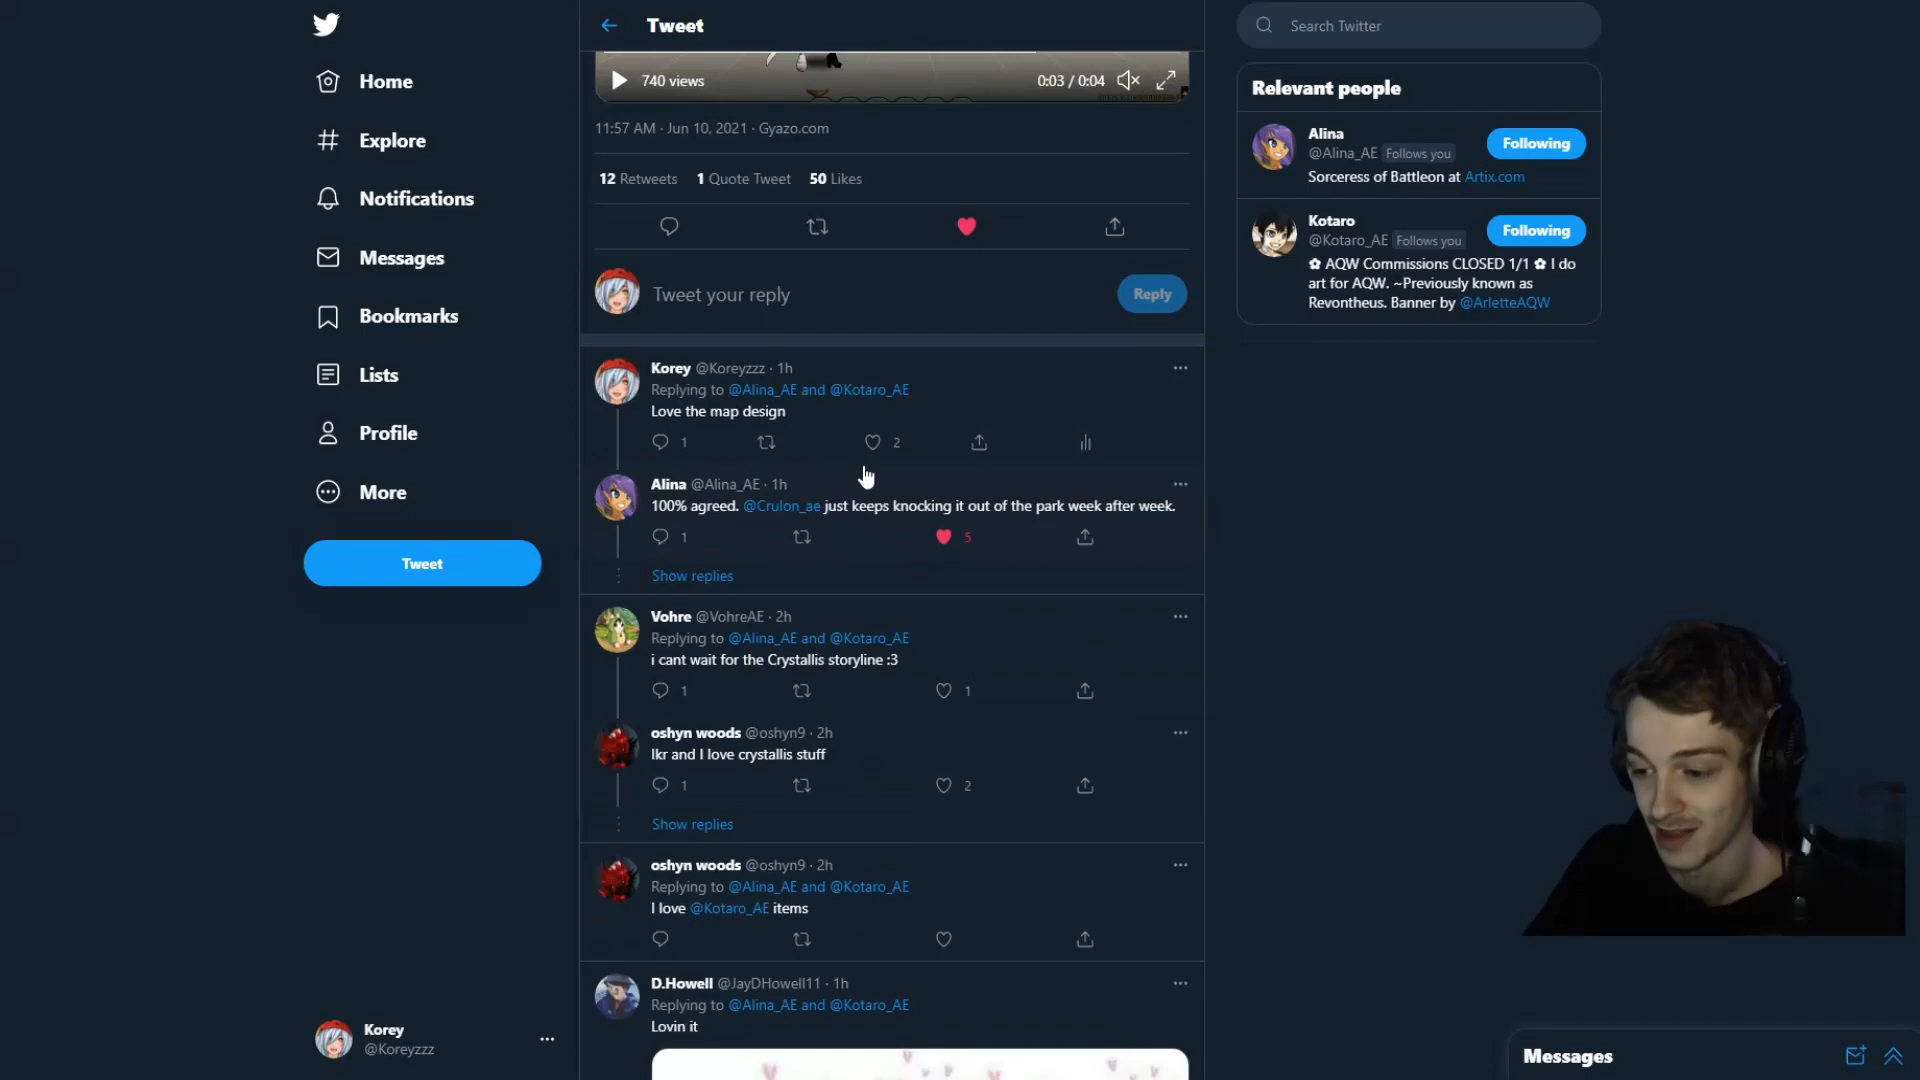 Home
Explore
Notifications
Messages
Bookmarks
Lists
Profile
More
Tweet
Korey
@Koreyzzz
Tweet
740 views
0:03 / 0:04
11:57 AM · Jun 10, 2021 · Gyazo.com
12 Retweets 1 Quote Tweet 50 Likes
Tweet your reply
Reply
Korey @Koreyzzz · 1h
Replying to @Alina_AE and @Kotaro_AE
Love the map design
1 2
Alina @Alina_AE · 1h
100% agreed. @Crulon_ae just keeps knocking it out of the park week after week.
1 5
Show replies
Vohre @VohreAE · 2h
Replying to @Alina_AE and @Kotaro_AE
i cant wait for the Crystallis storyline :3
1 1
oshyn woods @oshyn9 · 2h
Ikr and I love crystallis stuff
1 2
Show replies
oshyn woods @oshyn9 · 2h
Replying to @Alina_AE and @Kotaro_AE
I love @Kotaro_AE items
D.Howell @JayDHowell11 · 1h
Replying to @Alina_AE and @Kotaro_AE
Lovin it
Search Twitter
Relevant people
Alina
@Alina_AE Follows you
Following
Sorceress of Battleon at Artix.com
Kotaro
@Kotaro_AE Follows you
Following
✿ AQW Commissions CLOSED 1/1 ✿ I do
art for AQW. ~Previously known as
Revontheus. Banner by @ArletteAQW
Messages